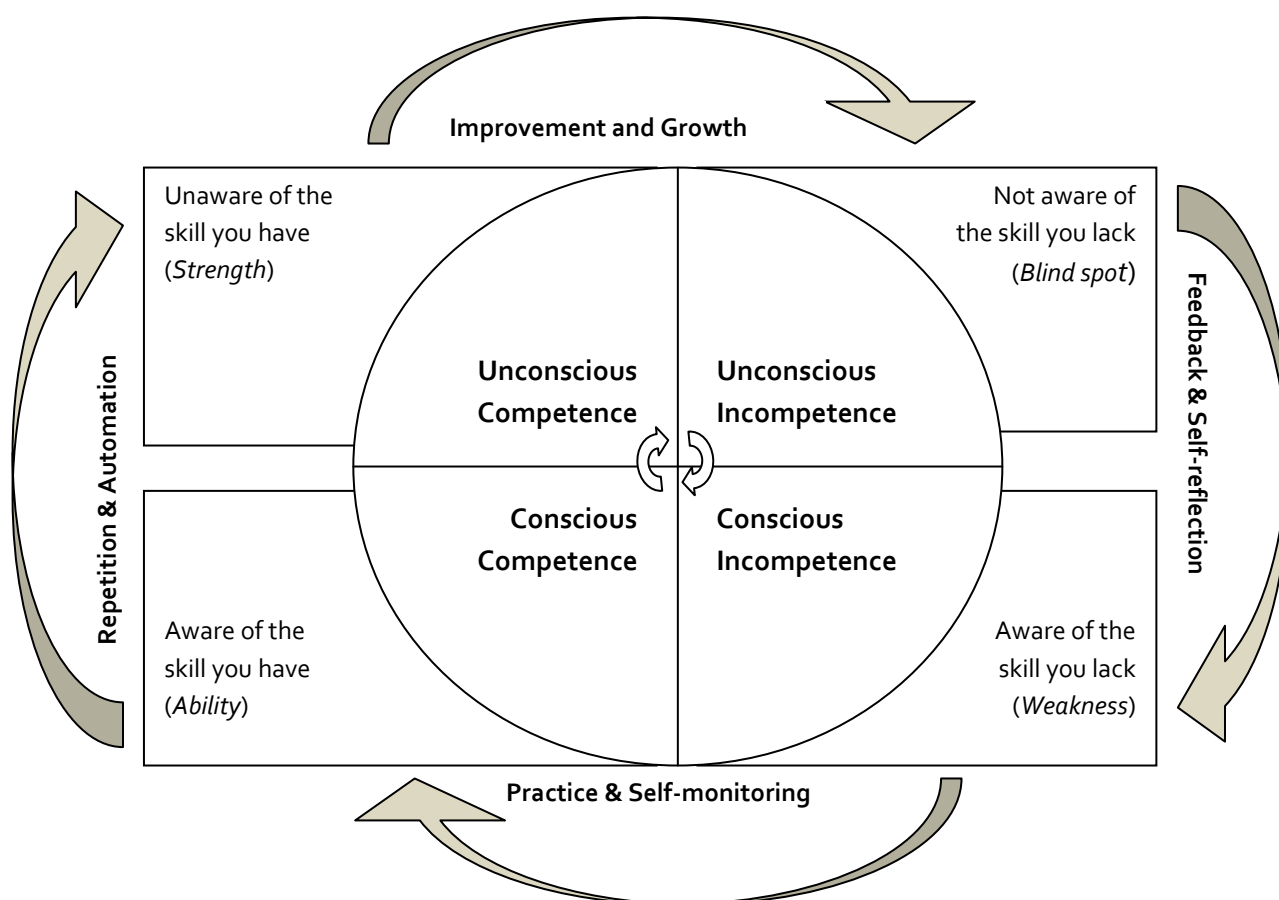 Improvement and Growth
Unaware of the
skill you have
(Strength)
Not aware of
the skill you lack
(Blind spot)
Unconscious
Competence
Unconscious
Incompetence
Feedback & Self-reflection
Repetition & Automation
Conscious
Competence
Conscious
Incompetence
Aware of the
skill you have
(Ability)
Aware of the
skill you lack
(Weakness)
Practice & Self-monitoring